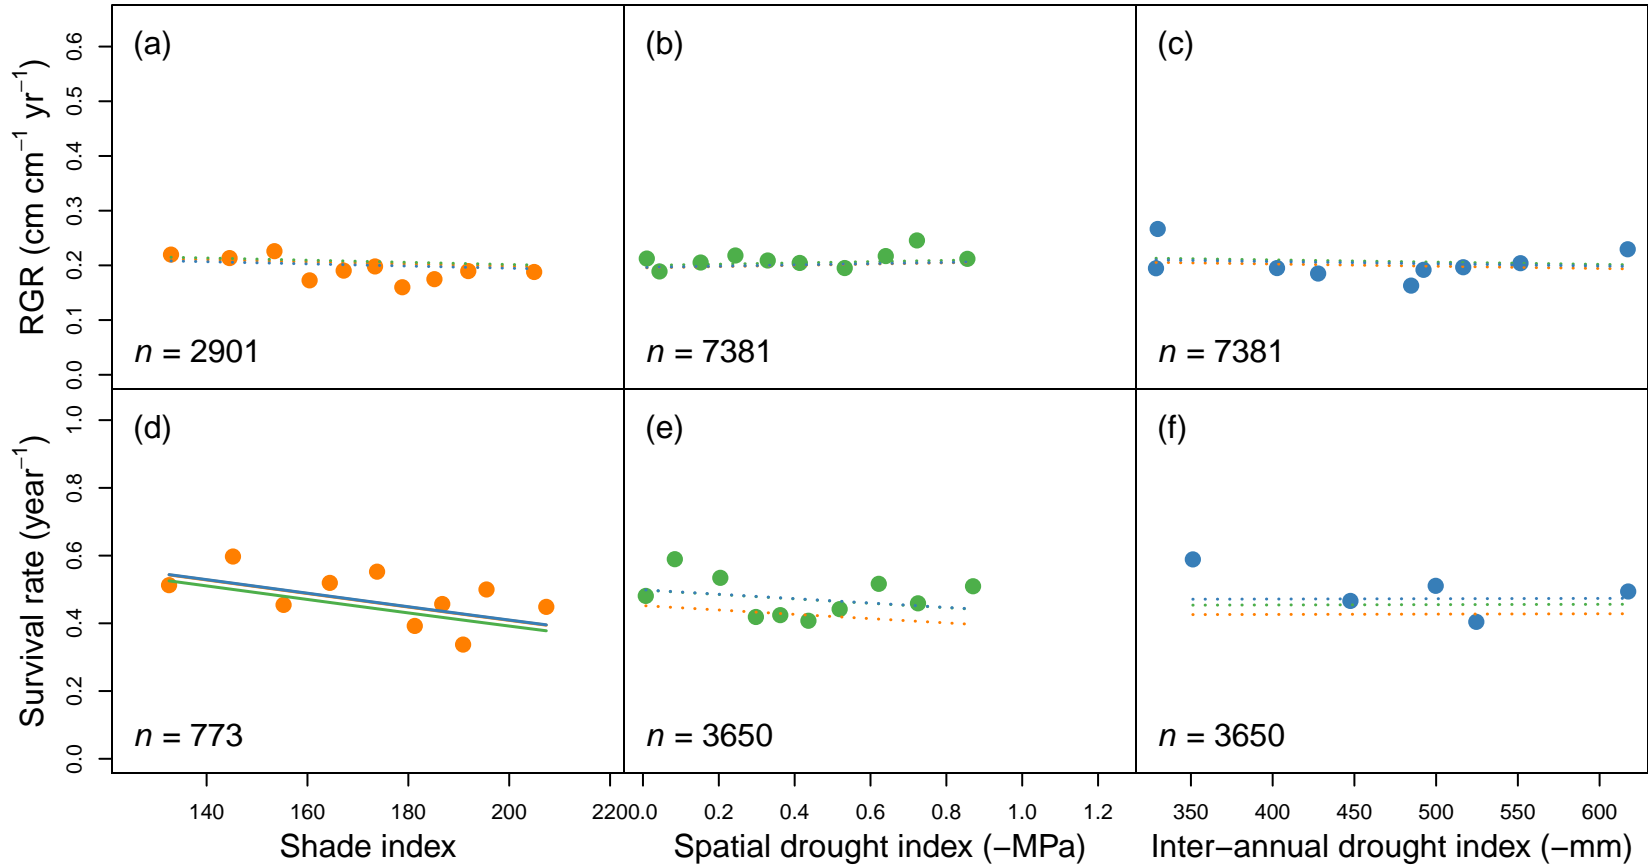 (a)
(b)
(c)
RGR (cm cm⁻¹ yr⁻¹)
0.0 0.1 0.2 0.3 0.4 0.5 0.6
n = 2901
n = 7381
n = 7381
(d)
(e)
(f)
Survival rate (year⁻¹)
0.0 0.2 0.4 0.6 0.8 1.0
n = 773
n = 3650
n = 3650
140 160 180 200 220
0.0 0.2 0.4 0.6 0.8 1.0 1.2
350 400 450 500 550 600
Shade index
Spatial drought index (−MPa)
Inter−annual drought index (−mm)